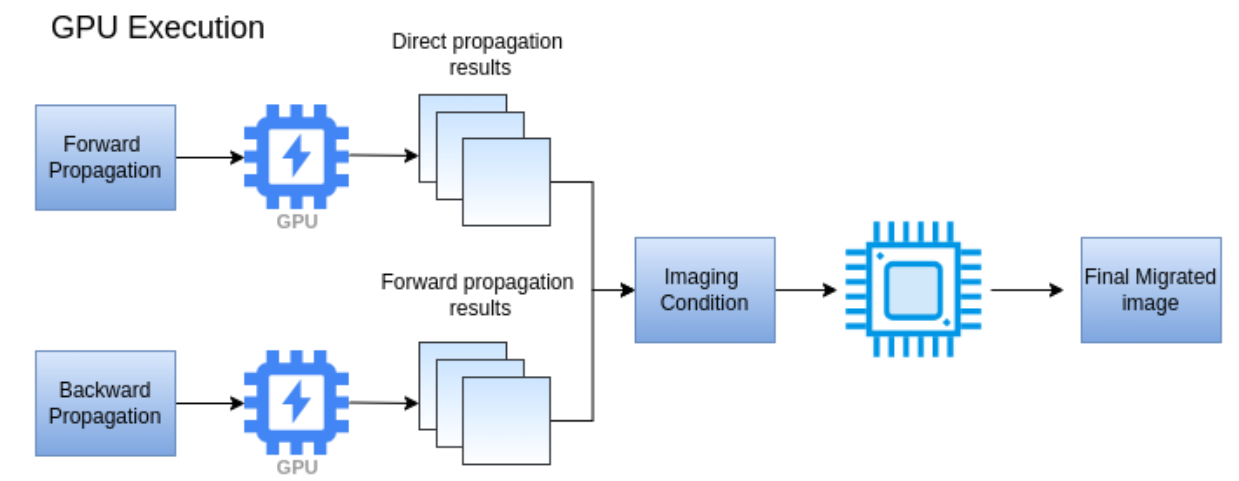 GPU Execution
Direct propagation
results
Forward
Propagation
GPU
Forward propagation
results
Imaging
Condition
Final Migrated
image
Backward
Propagation
GPU